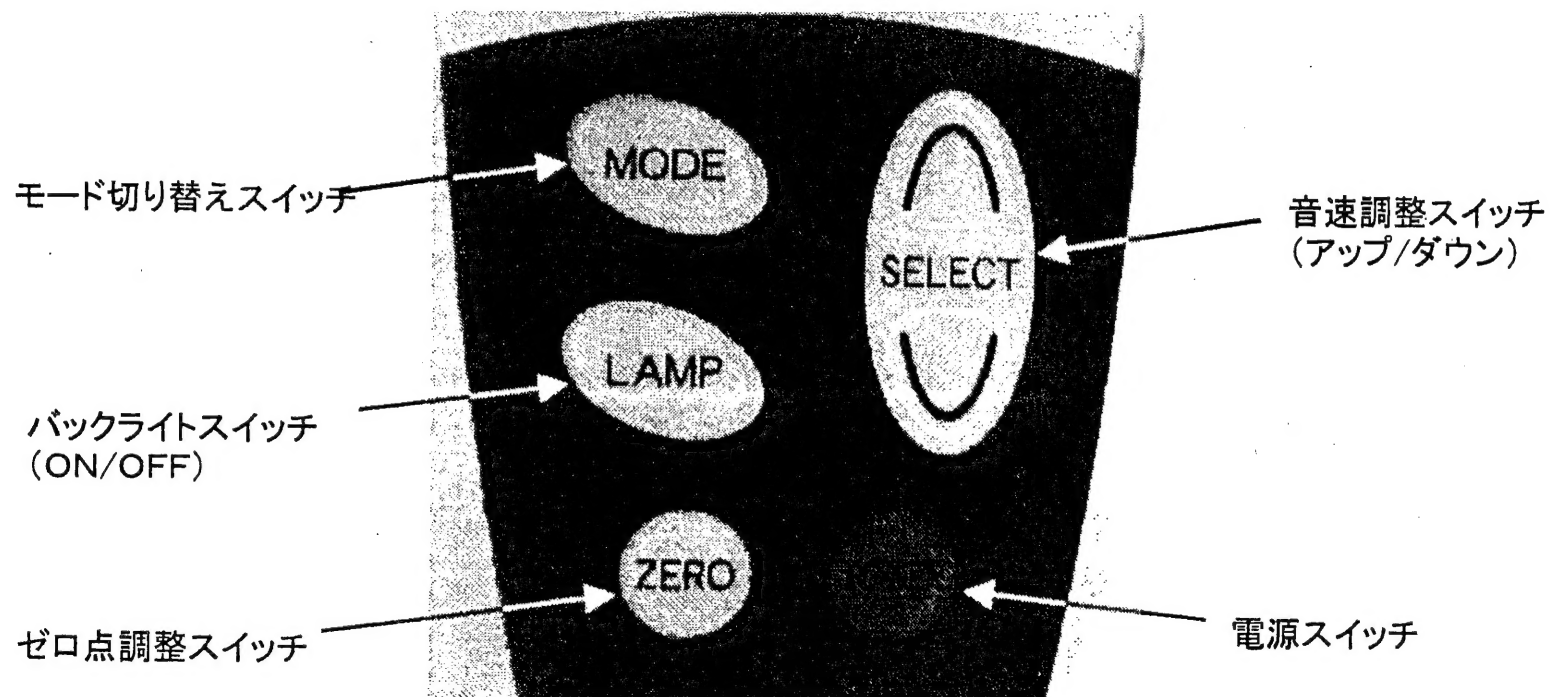 モード切り替えスイッチ
MODE
音速調整スイッチ
(アップ/ダウン)
SELECT
LAMP
バックライトスイッチ
(ON/OFF)
ZERO
ゼロ点調整スイッチ
電源スイッチ